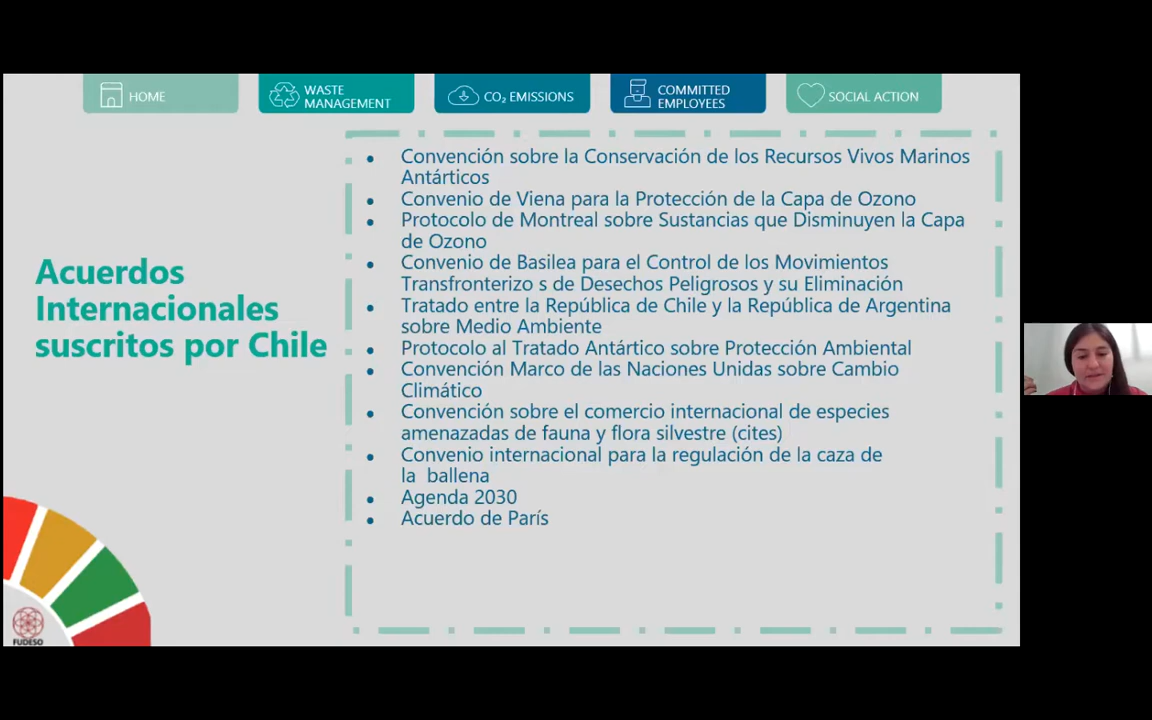 HOME
WASTE
MANAGEMENT
CO₂ EMISSIONS
COMMITTED
EMPLOYEES
SOCIAL ACTION
Acuerdos
Internacionales
suscritos por Chile
• Convención sobre la Conservación de los Recursos Vivos Marinos
Antárticos
• Convenio de Viena para la Protección de la Capa de Ozono
• Protocolo de Montreal sobre Sustancias que Disminuyen la Capa
de Ozono
• Convenio de Basilea para el Control de los Movimientos
Transfronterizo s de Desechos Peligrosos y su Eliminación
• Tratado entre la República de Chile y la República de Argentina
sobre Medio Ambiente
• Protocolo al Tratado Antártico sobre Protección Ambiental
• Convención Marco de las Naciones Unidas sobre Cambio
Climático
• Convención sobre el comercio internacional de especies
amenazadas de fauna y flora silvestre (cites)
• Convenio internacional para la regulación de la caza de
la  ballena
• Agenda 2030
• Acuerdo de París
FUDESO